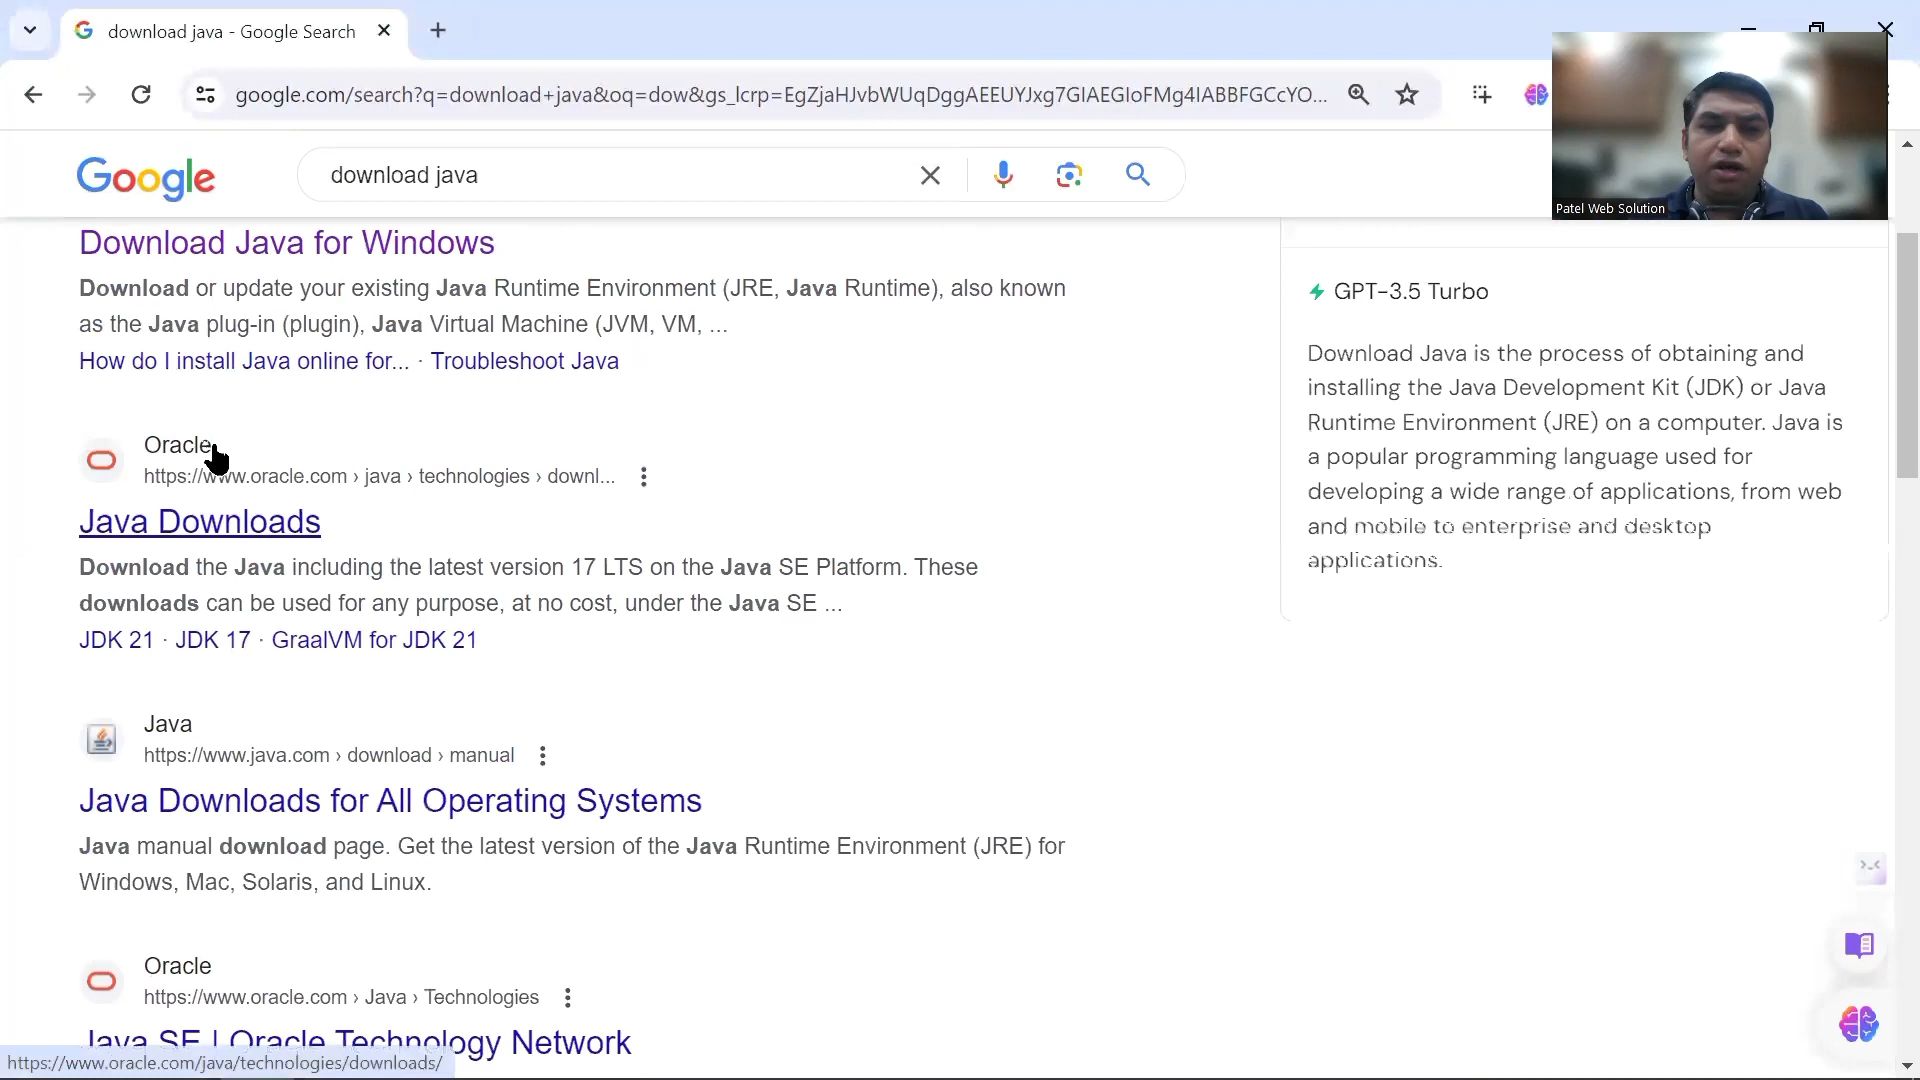 download java - Google Search
google.com/search?q=download+java&oq=dow&gs_lcrp=EgZjaHJvbWUqDggAEEUYJxg7GIAEGIoFMg4IABBFGCcYO...
Google
download java
Patel Web Solution
Download Java for Windows
Download or update your existing Java Runtime Environment (JRE, Java Runtime), also known
as the Java plug-in (plugin), Java Virtual Machine (JVM, VM, ...
How do I install Java online for... · Troubleshoot Java
Oracle
https://www.oracle.com › java › technologies › downl...
Java Downloads
Download the Java including the latest version 17 LTS on the Java SE Platform. These
downloads can be used for any purpose, at no cost, under the Java SE ...
JDK 21 · JDK 17 · GraalVM for JDK 21
Java
https://www.java.com › download › manual
Java Downloads for All Operating Systems
Java manual download page. Get the latest version of the Java Runtime Environment (JRE) for
Windows, Mac, Solaris, and Linux.
Oracle
https://www.oracle.com › Java › Technologies
Java SE | Oracle Technology Network
https://www.oracle.com/java/technologies/downloads/
GPT-3.5 Turbo
Download Java is the process of obtaining and
installing the Java Development Kit (JDK) or Java
Runtime Environment (JRE) on a computer. Java is
a popular programming language used for
developing a wide range of applications, from web
and mobile to enterprise and desktop
applications.